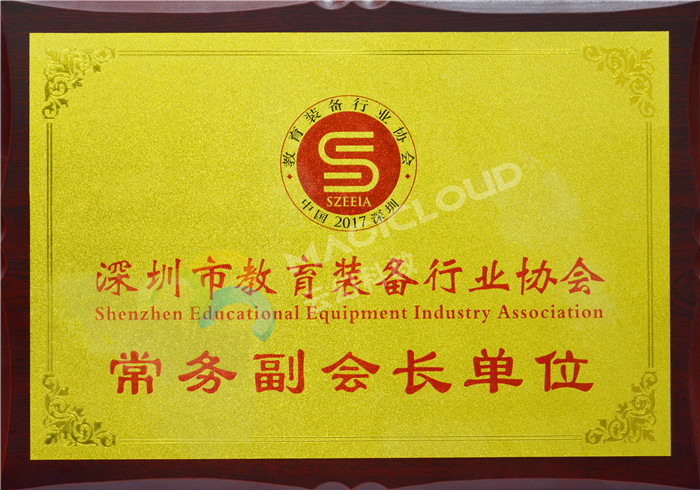 教育装备行业协会
SZEEIA
中国 2017 深圳
MAGICLOUD
深圳市教育装备行业协会
Shenzhen Educational Equipment Industry Association
常务副会长单位